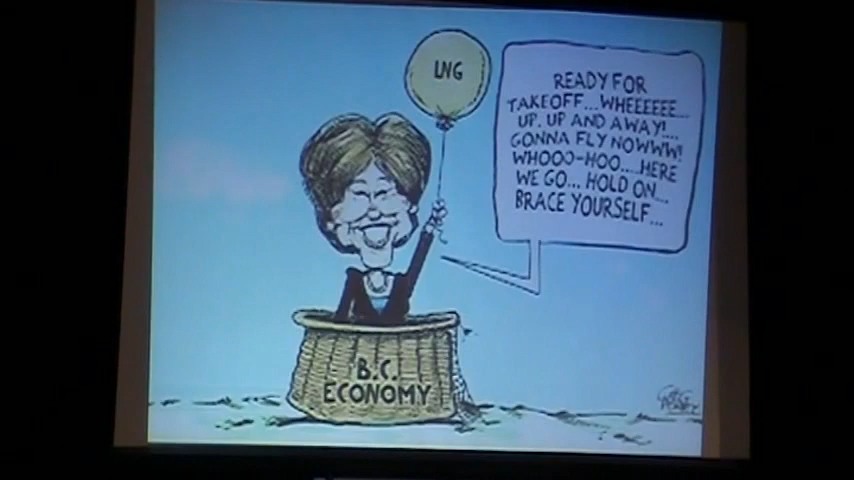 LNG
READY FOR
TAKEOFF...WHEEEEEE...
UP, UP AND AWAY!....
GONNA FLY NOWWW!
WHOOO-HOO....HERE
WE GO... HOLD ON...
BRACE YOURSELF...
B.C.
ECONOMY